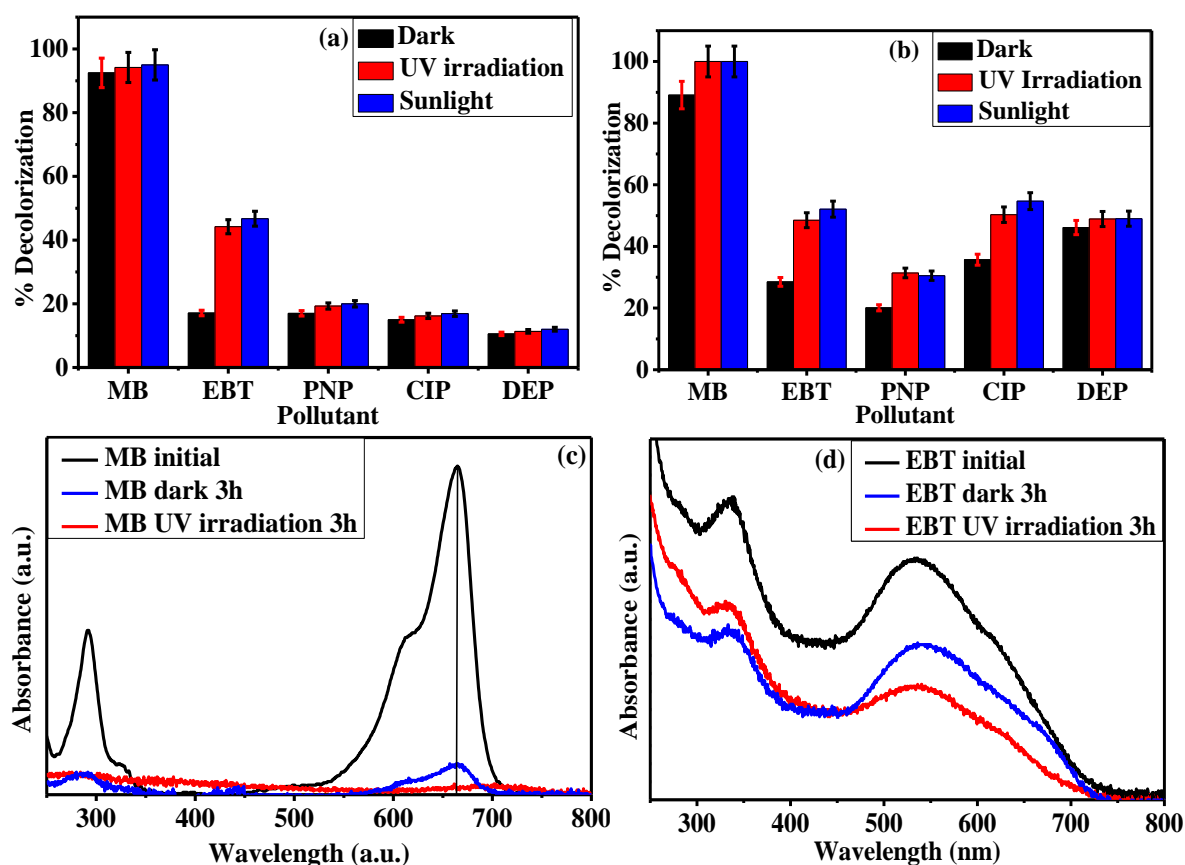 (a)
Dark
UV irradiation
Sunlight
% Decolorization
100
80
60
40
20
0
MB EBT PNP CIP DEP
Pollutant
(b)
Dark
UV Irradiation
Sunlight
% Decolorization
100
80
60
40
20
0
MB EBT PNP CIP DEP
Pollutant
(c)
MB initial
MB dark 3h
MB UV irradiation 3h
Absorbance (a.u.)
300 400 500 600 700 800
Wavelength (a.u.)
(d)
EBT initial
EBT dark 3h
EBT UV irradiation 3h
Absorbance (a.u.)
300 400 500 600 700 800
Wavelength (nm)